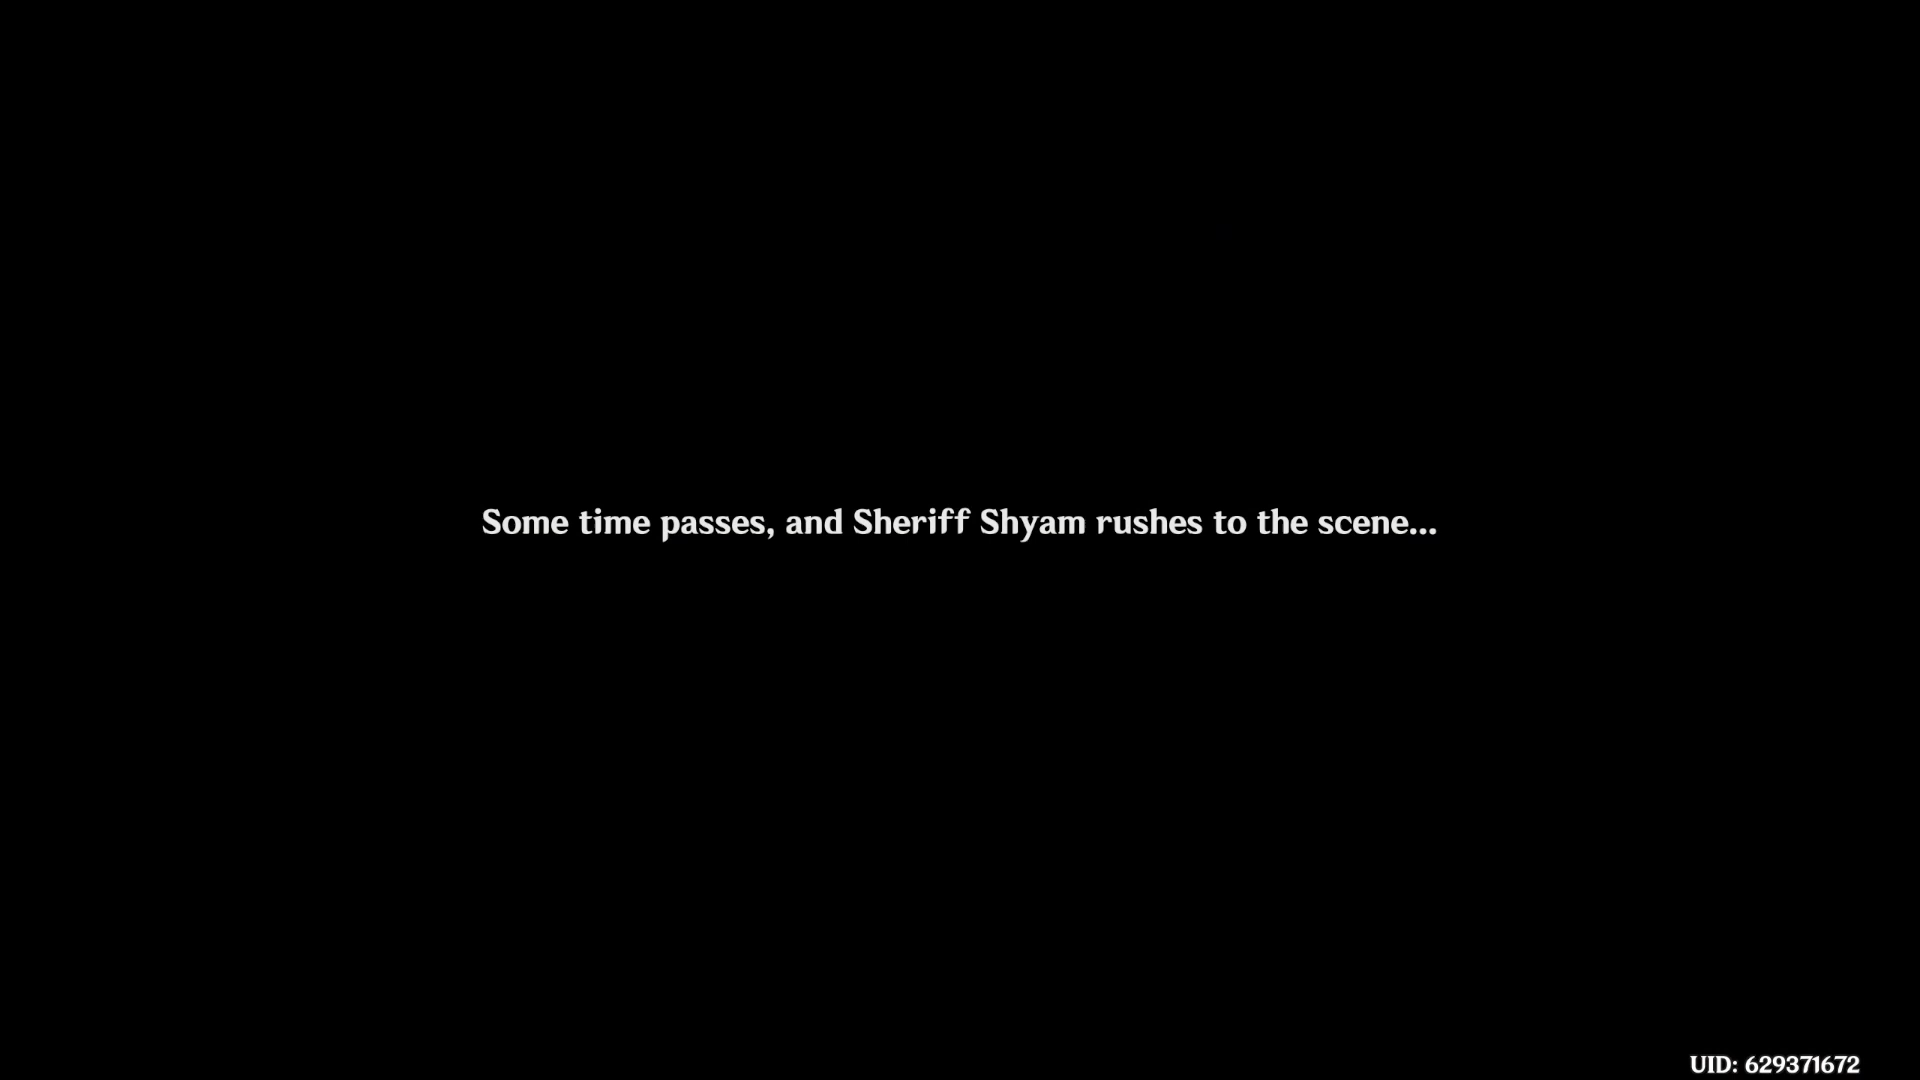 Some time passes, and Sheriff Shyam rushes to the scene...
UID: 629371672